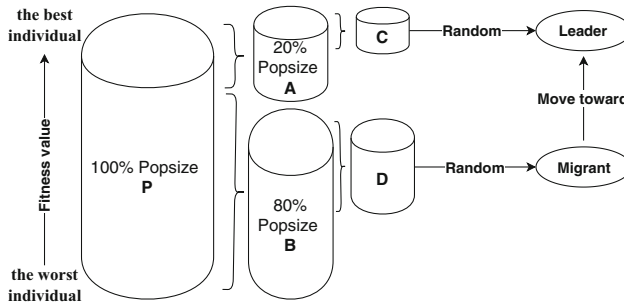 the best
individual
Fitness value
the worst
individual
100% Popsize
P
20%
Popsize
A
80%
Popsize
B
C
D
Random
Random
Leader
Move toward
Migrant